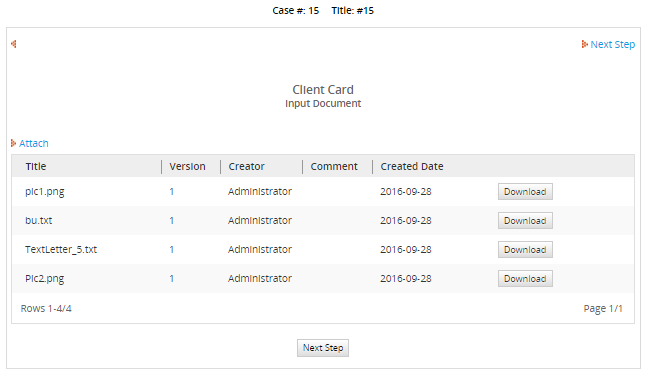 Case #: 15 Title: #15
Next Step
Client Card
Input Document
Attach
Title Version Creator Comment Created Date
pic1.png 1 Administrator 2016-09-28 Download
bu.txt 1 Administrator 2016-09-28 Download
TextLetter_5.txt 1 Administrator 2016-09-28 Download
Pic2.png 1 Administrator 2016-09-28 Download
Rows 1-4/4 Page 1/1
Next Step